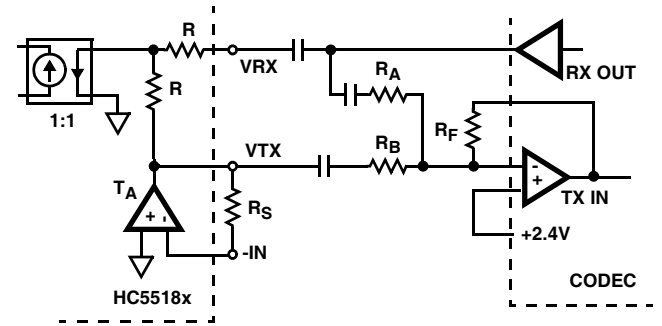 R
VRX
RX OUT
R
RA
1:1
RF
VTX
RB
TA
RS
-
+
TX IN
+ -
+2.4V
-IN
HC5518x
CODEC